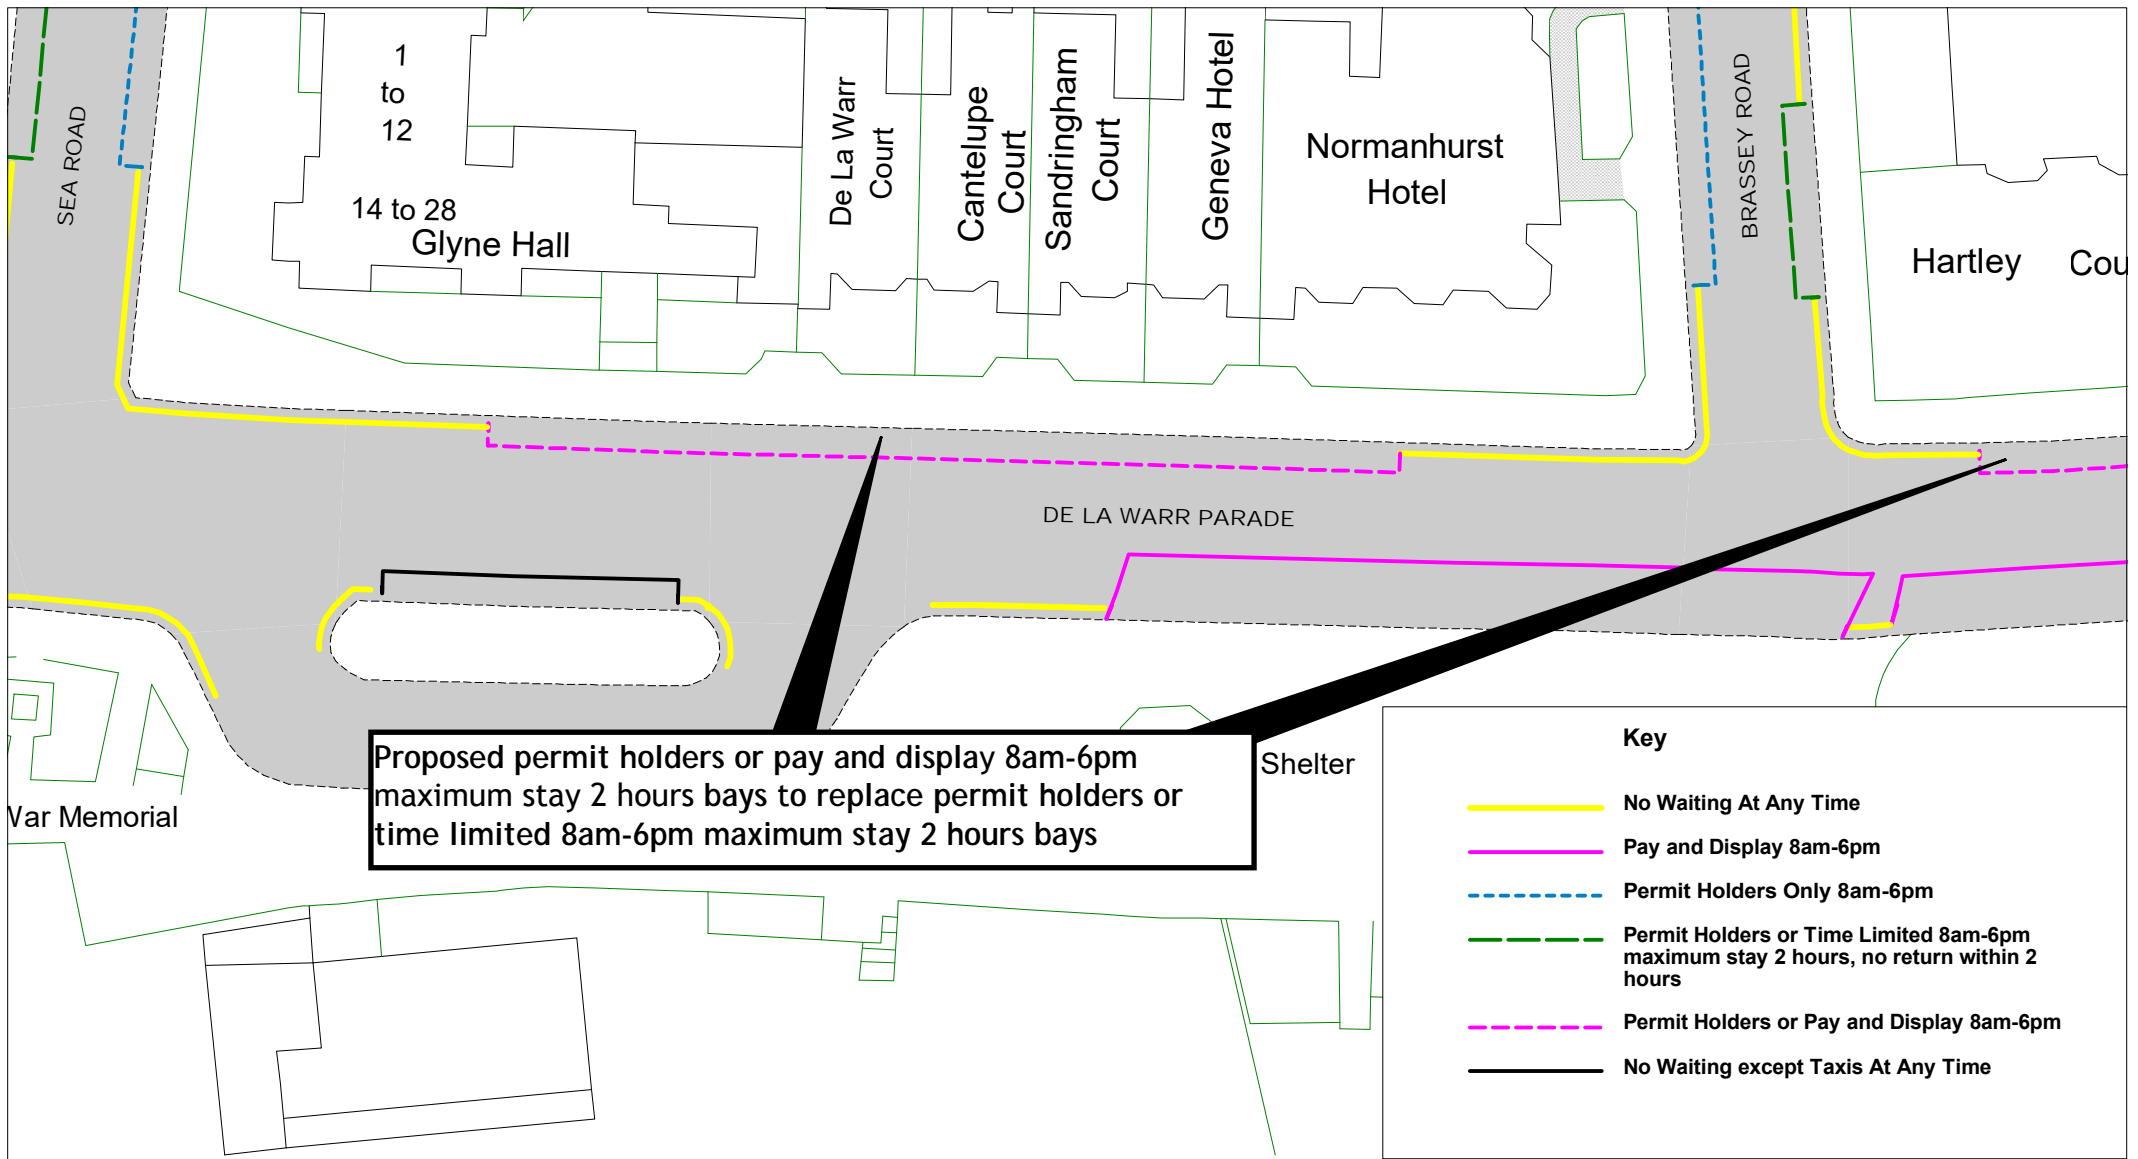 1
to
12
14 to 28
Glyne Hall
SEA ROAD
De La Warr
Court
Cantelupe
Court
Sandringham
Court
Geneva Hotel
Normanhurst
Hotel
BRASSEY ROAD
Hartley Cou
DE LA WARR PARADE
Proposed permit holders or pay and display 8am-6pm
maximum stay 2 hours bays to replace permit holders or
time limited 8am-6pm maximum stay 2 hours bays
Shelter
War Memorial
Key
No Waiting At Any Time
Pay and Display 8am-6pm
Permit Holders Only 8am-6pm
Permit Holders or Time Limited 8am-6pm
maximum stay 2 hours, no return within 2
hours
Permit Holders or Pay and Display 8am-6pm
No Waiting except Taxis At Any Time